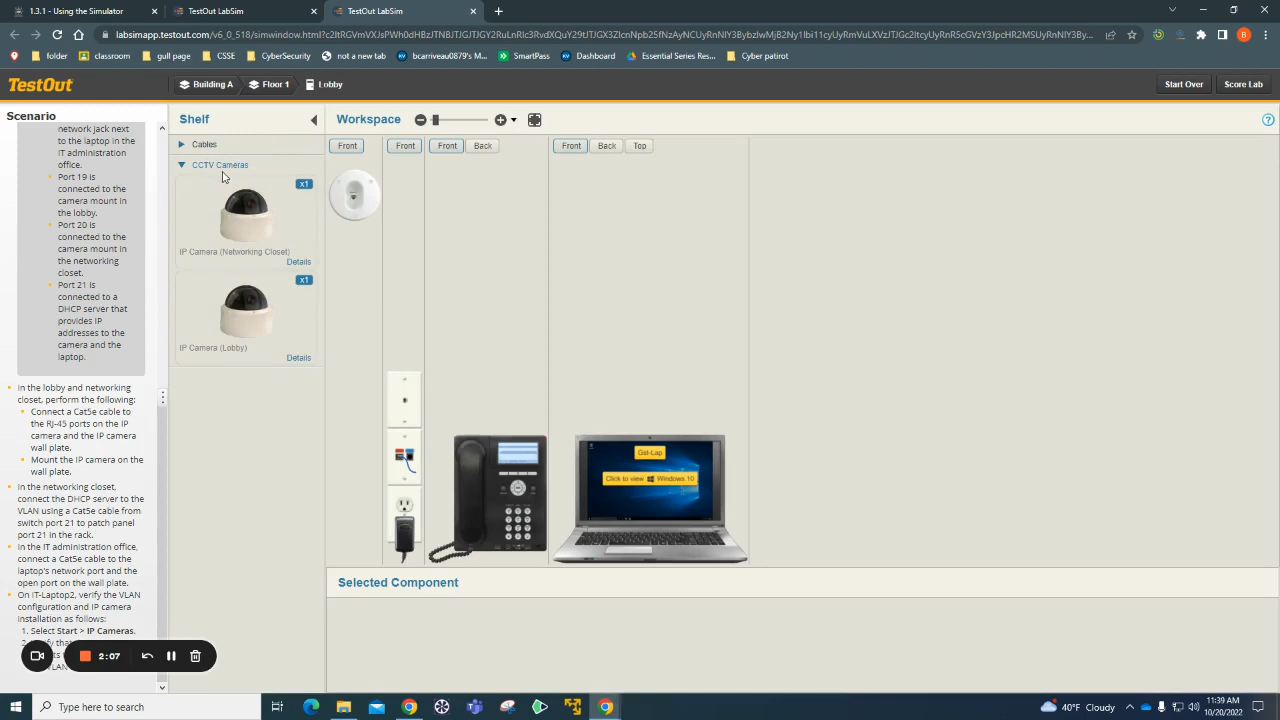 1.3.1 - Using the Simulator
TestOut LabSim
TestOut LabSim
labsimapp.testout.com/v6_0_518/simwindow.html?
folder
classroom
gull page
CSSE
CyberSecurity
not a new tab
bcarriveau0879's M...
SmartPass
Dashboard
Essential Series Res...
Cyber patirot
B
TestOut
Building A
Floor 1
Lobby
Start Over
Score Lab
Scenario
network jack next
to the laptop in the
IT administration
office.
Port 19 is
connected to the
camera mount in
the lobby.
Port 20 is
connected to the
camera mount in
the networking
closet.
Port 21 is
connected to a
DHCP server that
provides IP
addresses to the
camera and the
laptop.
In the lobby and networking
closet, perform the following:
Connect a Cat5e cable to
the RJ-45 ports on the IP
camera and the IP camera
wall plate.
Mount the IP camera on the
wall plate.
In the networking closet,
connect the DHCP server to the
VLAN using a Cat5e cable from
switch port 21 to patch panel
port 21 in the rack.
In the IT administration office,
connect a Cat5e cable to the
laptop's network port and the
open port on the wall plate.
On IT-Laptop2, verify the VLAN
configuration and IP camera
installation as follows:
1. Select Start > IP Cameras.
2:07
Shelf
Cables
CCTV Cameras
x1
IP Camera (Networking Closet)
Details
x1
IP Camera (Lobby)
Details
Workspace
?
Front
Front
Front
Back
Front
Back
Top
Gst-Lap
Click to view Windows 10
Selected Component
Type here to search
40°F Cloudy
11:39 AM
10/20/2022